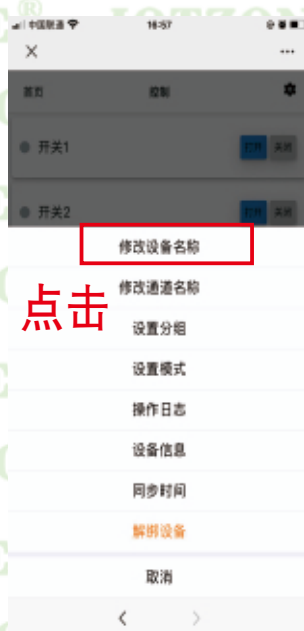 中国联通 16:57
首页 控制
开关1 打开 关闭
开关2 打开 关闭
修改设备名称
修改通道名称
点击
设置分组
设置模式
操作日志
设备信息
同步时间
解绑设备
取消